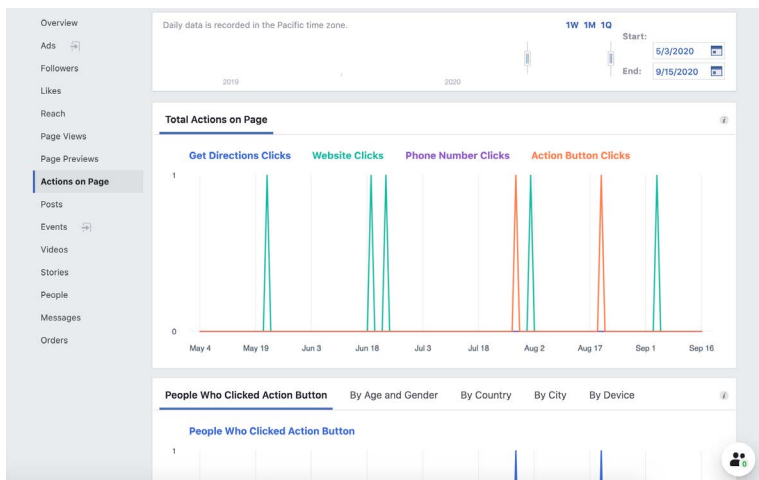 Overview
Ads
Followers
Likes
Reach
Page Views
Page Previews
Actions on Page
Posts
Events
Videos
Stories
People
Messages
Orders
Daily data is recorded in the Pacific time zone.
1W 1M 1Q
Start:
5/3/2020
End:
9/15/2020
2019
2020
Total Actions on Page
i
Get Directions Clicks Website Clicks Phone Number Clicks Action Button Clicks
1
0
May 4 May 19 Jun 3 Jun 18 Jul 3 Jul 18 Aug 2 Aug 17 Sep 1 Sep 16
People Who Clicked Action Button By Age and Gender By Country By City By Device
i
People Who Clicked Action Button
1
0